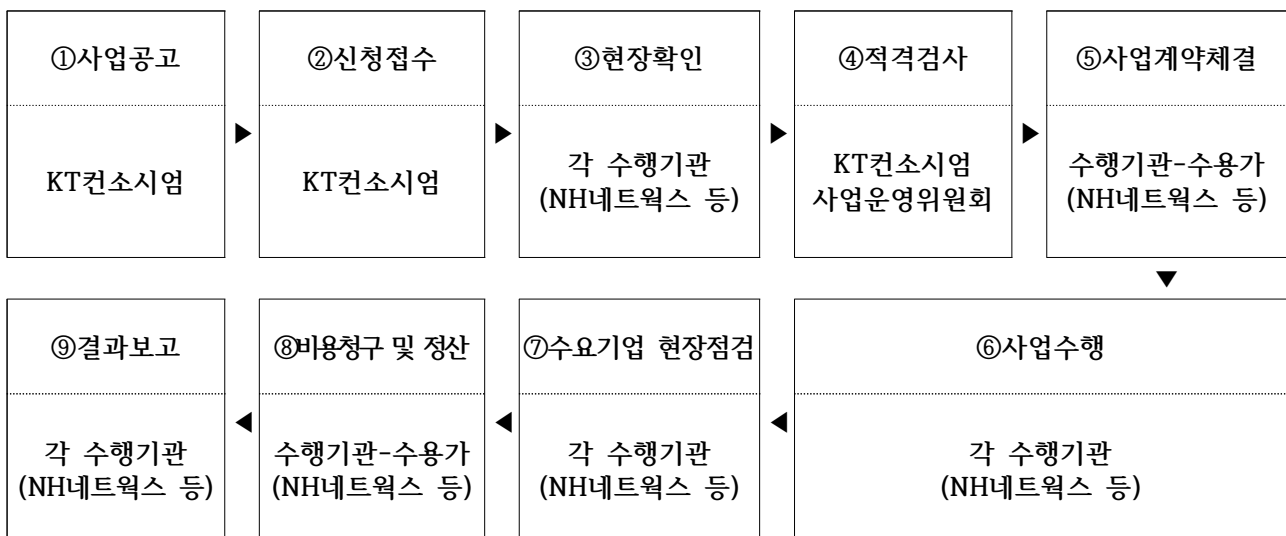 ①사업공고
KT컨소시엄
▶
②신청접수
KT컨소시엄
▶
③현장확인
각 수행기관
(NH네트웍스 등)
▶
④적격검사
KT컨소시엄
사업운영위원회
▶
⑤사업계약체결
수행기관-수용가
(NH네트웍스 등)
▼
⑥사업수행
각 수행기관
(NH네트웍스 등)
◀
⑦수요기업 현장점검
각 수행기관
(NH네트웍스 등)
◀
⑧비용청구 및 정산
수행기관-수용가
(NH네트웍스 등)
◀
⑨결과보고
각 수행기관
(NH네트웍스 등)